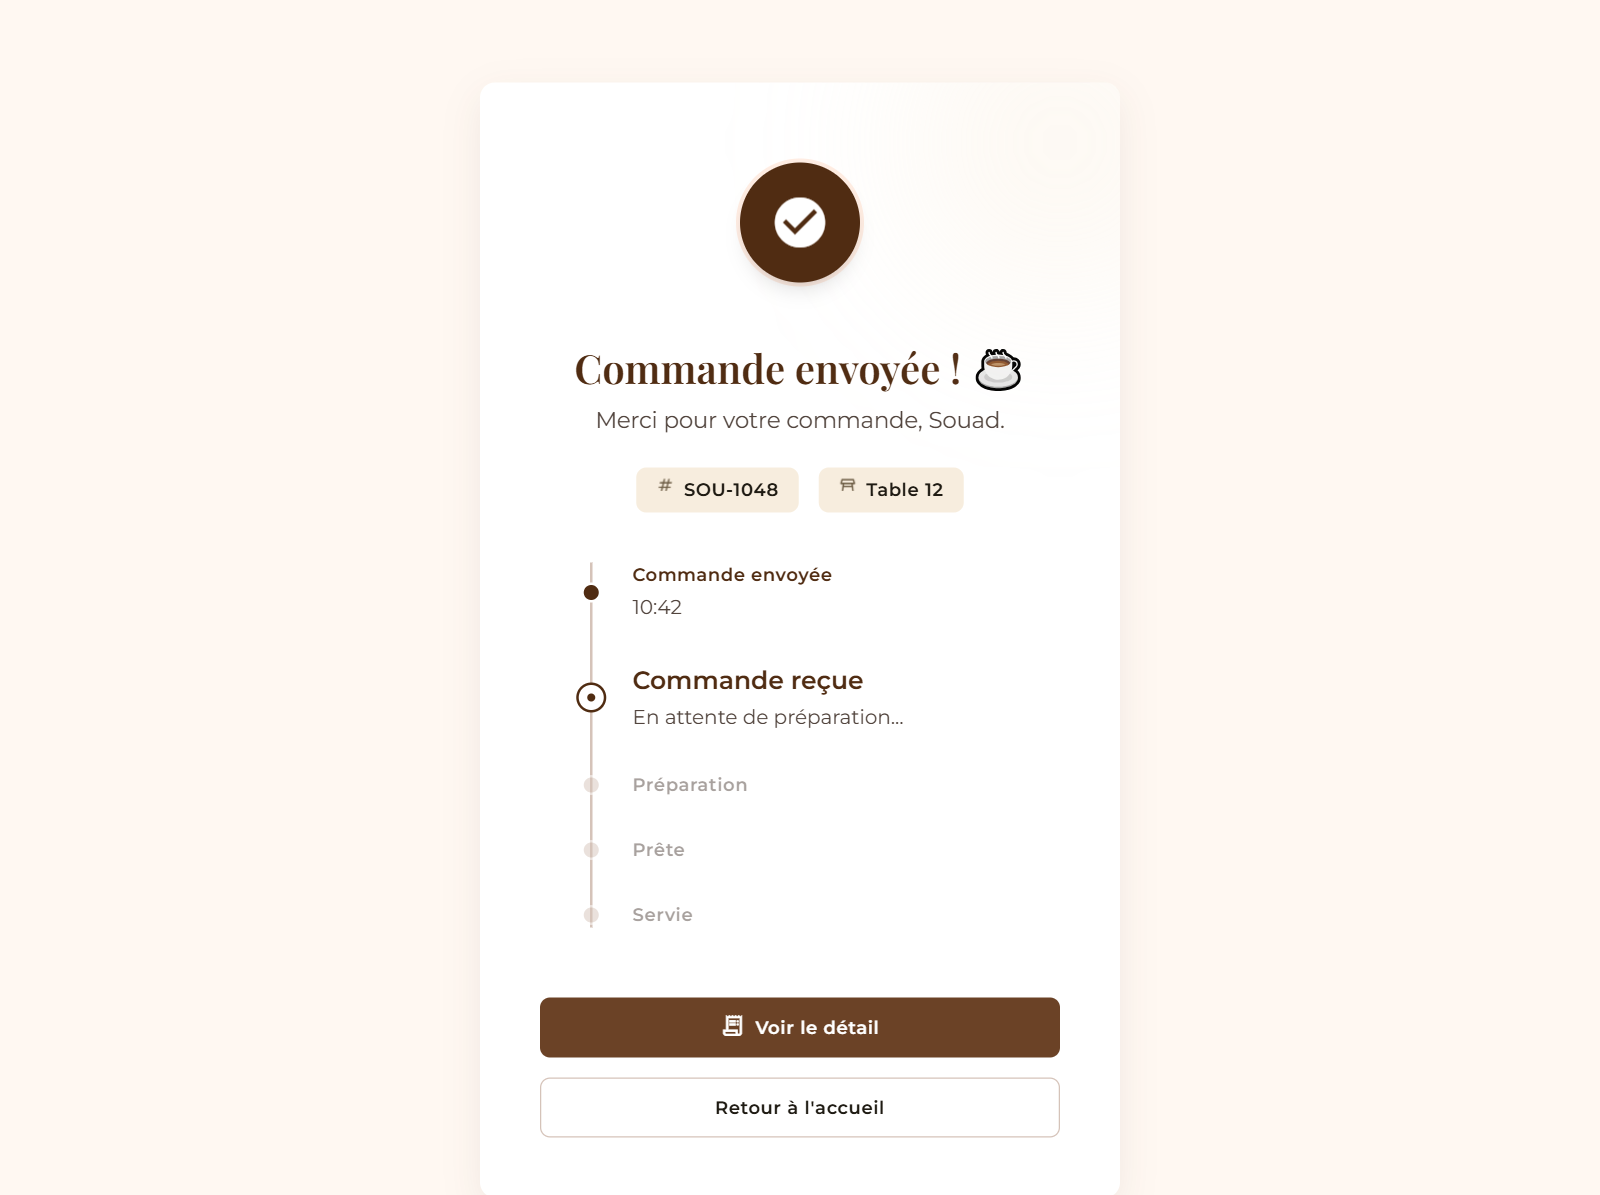 Commande envoyée ! ☕
Merci pour votre commande, Souad.
# SOU-1048
Table 12
Commande envoyée
10:42
Commande reçue
En attente de préparation...
Préparation
Prête
Servie
Voir le détail
Retour à l'accueil